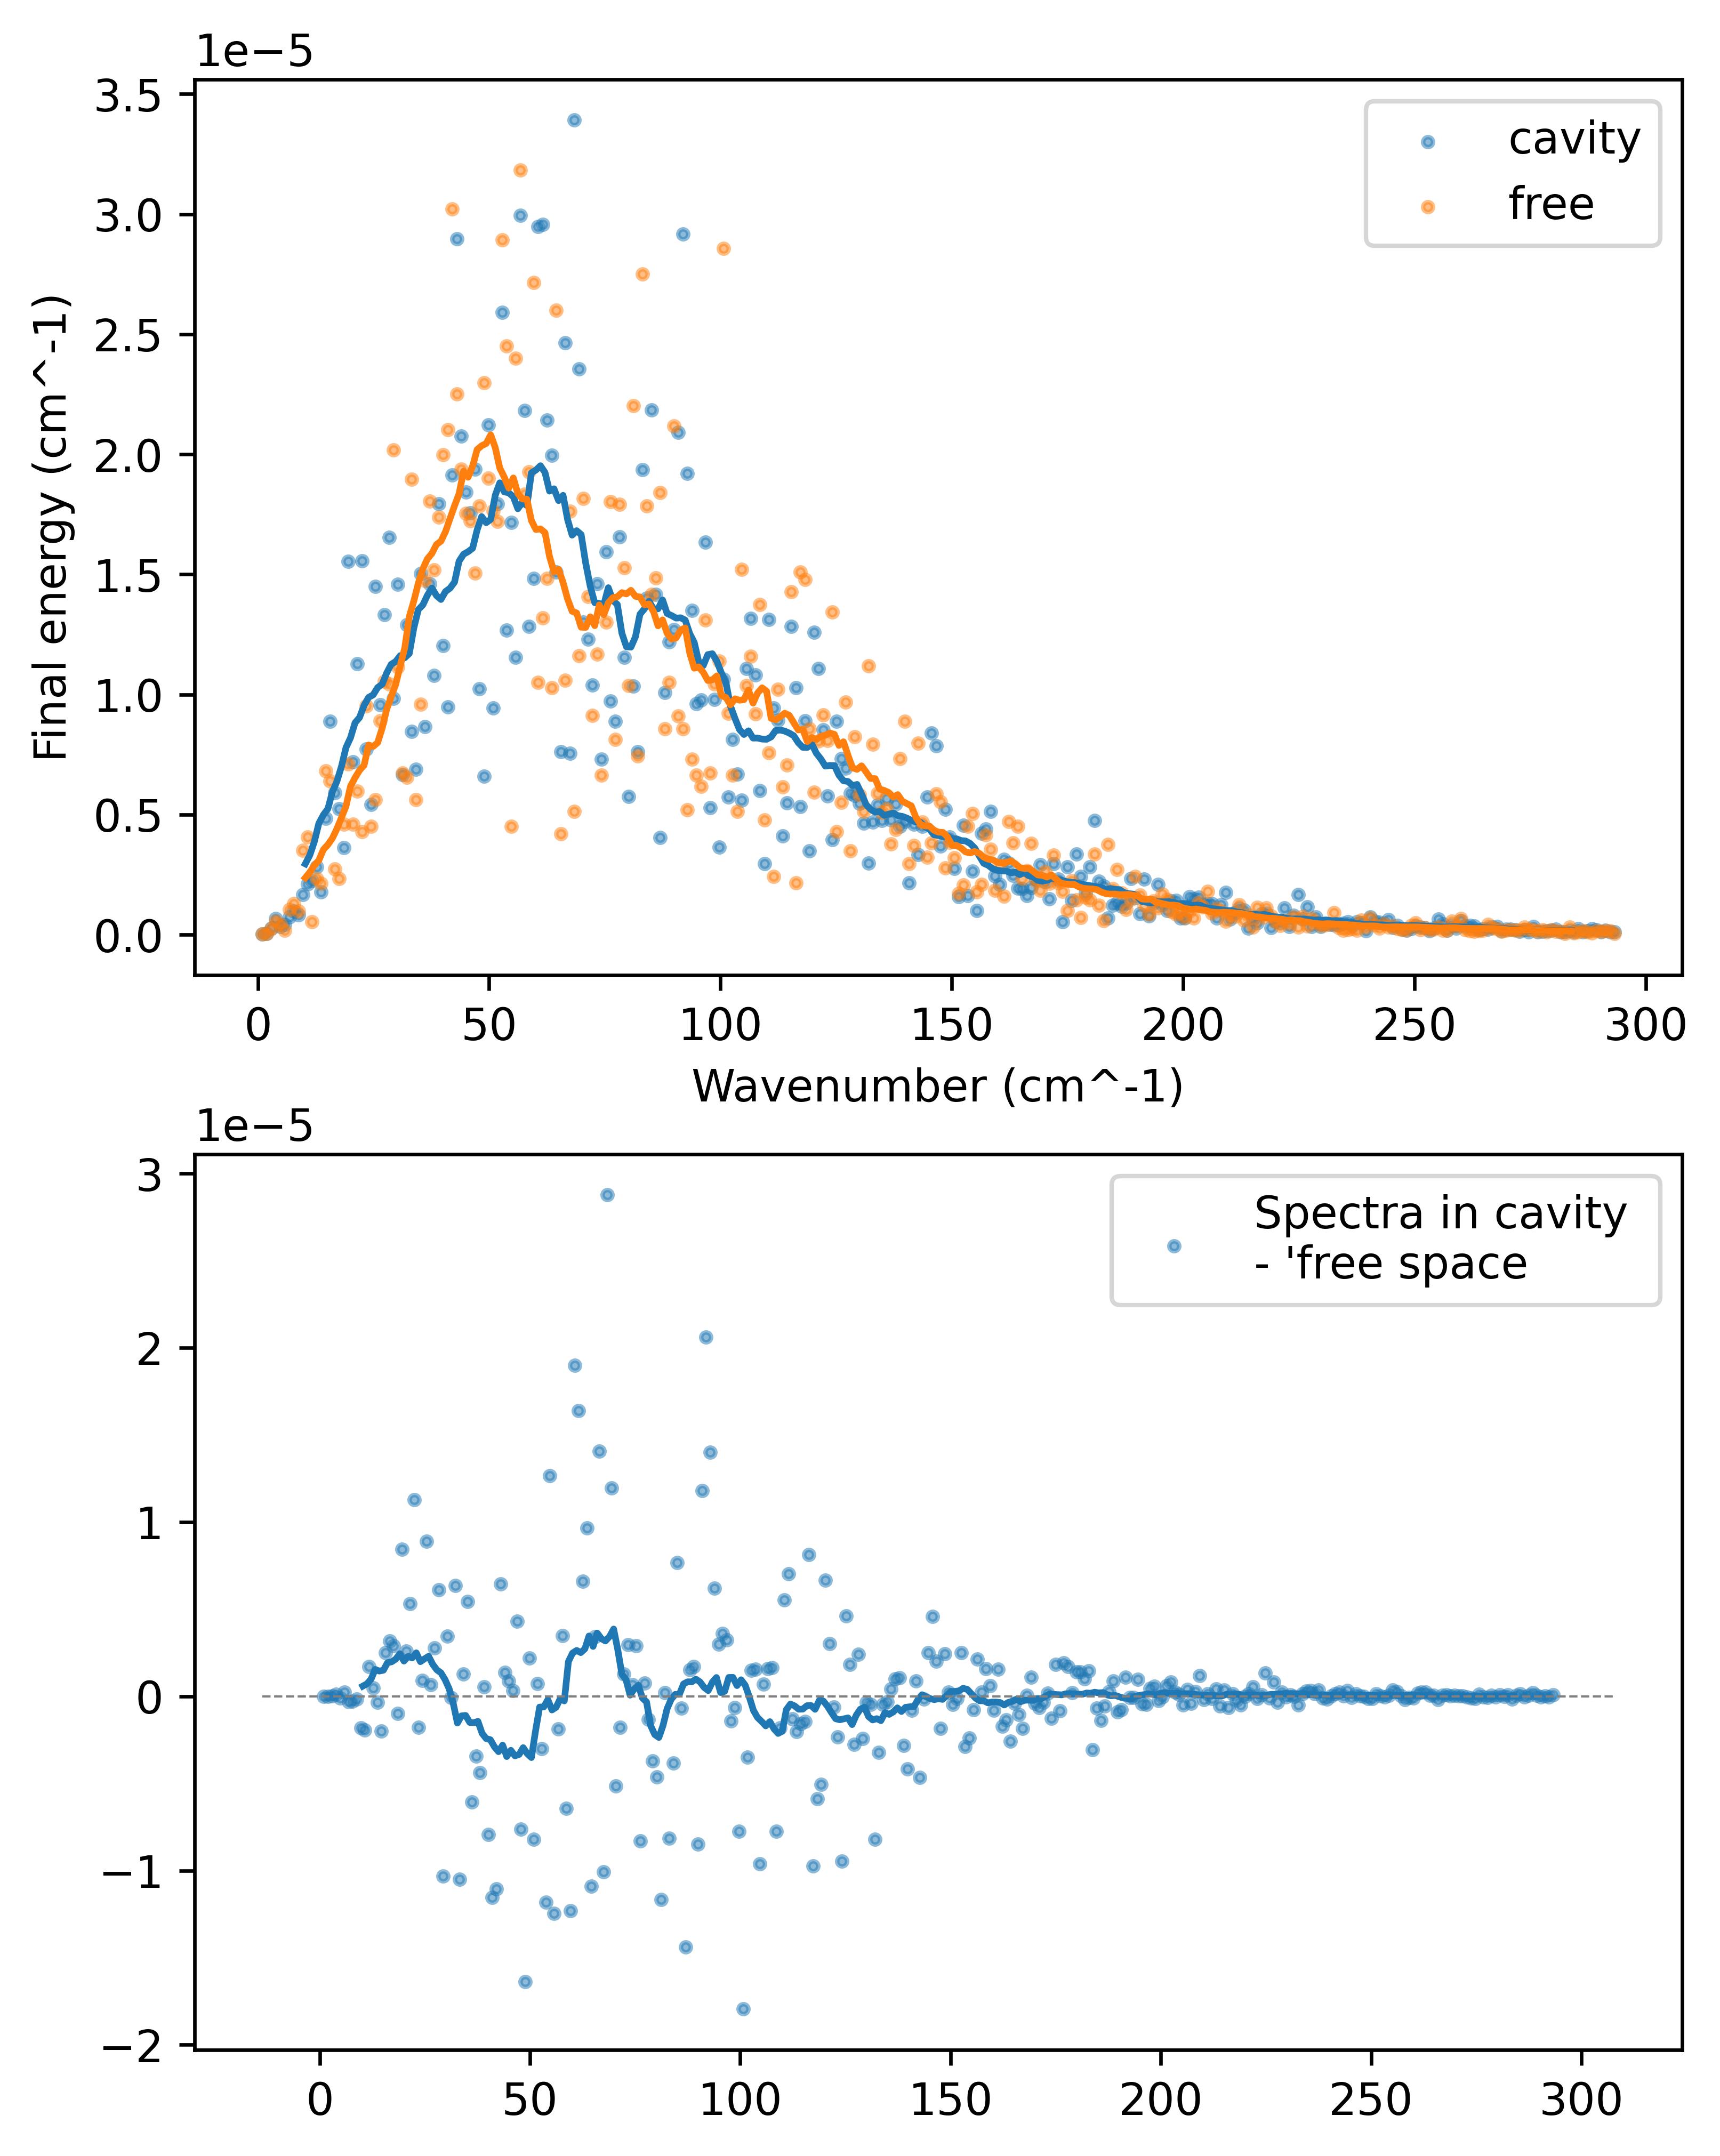 1e−5
3.5
3.0
2.5
2.0
1.5
1.0
0.5
0.0
Final energy (cm^-1)
cavity
free
0 50 100 150 200 250 300
Wavenumber (cm^-1)
1e−5
3
2
1
0
−1
−2
Spectra in cavity
- 'free space
0 50 100 150 200 250 300